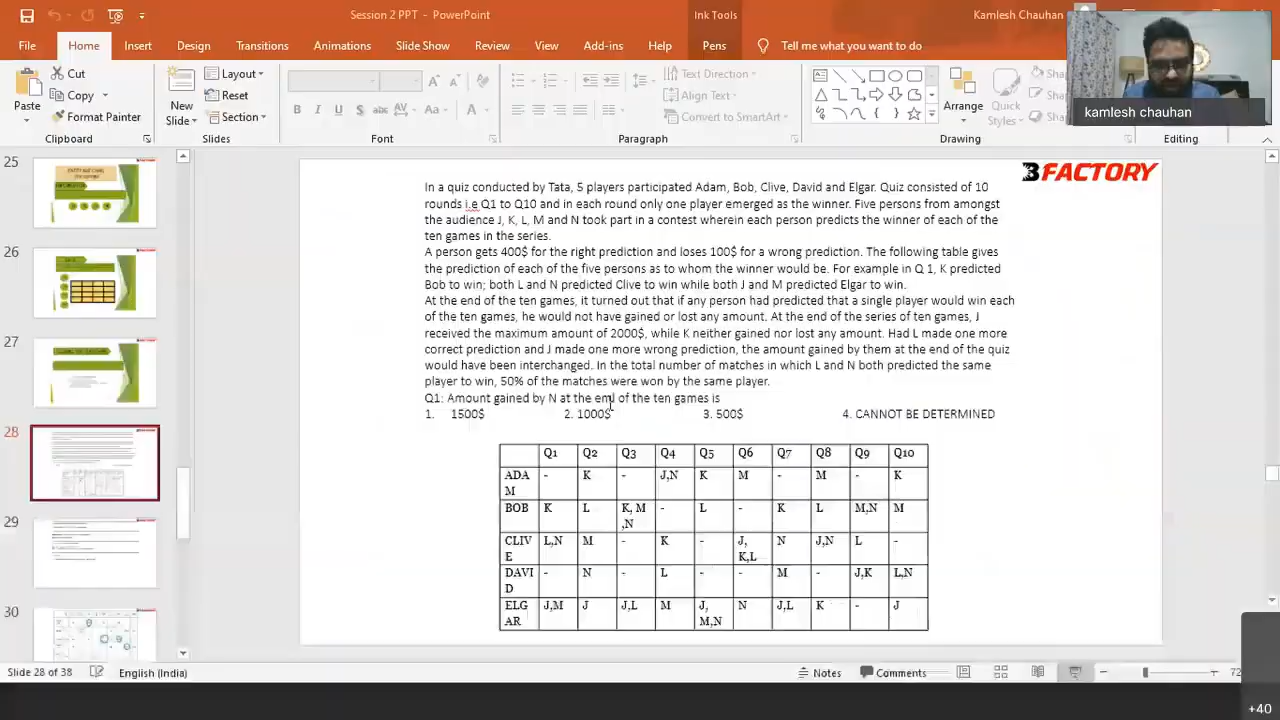 Session 2 PPT - PowerPoint
Ink Tools
Kamlesh Chauhan
File Home Insert Design Transitions Animations Slide Show Review View Add-ins Help Pens Tell me what you want to do
Cut
Copy
Format Painter
Paste
Clipboard
New
Slide
Layout
Reset
Section
Slides
B I U S abc AV Aa A
Font
Text Direction
Align Text
Convert to SmartArt
Paragraph
Arrange
Quick
Styles
Drawing
Editing
kamlesh chauhan
25
26
27
28
29
30
3FACTORY
In a quiz conducted by Tata, 5 players participated Adam, Bob, Clive, David and Elgar. Quiz consisted of 10
rounds i.e Q1 to Q10 and in each round only one player emerged as the winner. Five persons from amongst
the audience J, K, L, M and N took part in a contest wherein each person predicts the winner of each of the
ten games in the series.
A person gets 400$ for the right prediction and loses 100$ for a wrong prediction. The following table gives
the prediction of each of the five persons as to whom the winner would be. For example in Q 1, K predicted
Bob to win; both L and N predicted Clive to win while both J and M predicted Elgar to win.
At the end of the ten games, it turned out that if any person had predicted that a single player would win each
of the ten games, he would not have gained or lost any amount. At the end of the series of ten games, J
received the maximum amount of 2000$, while K neither gained nor lost any amount. Had L made one more
correct prediction and J made one more wrong prediction, the amount gained by them at the end of the quiz
would have been interchanged. In the total number of matches in which L and N both predicted the same
player to win, 50% of the matches were won by the same player.
Q1: Amount gained by N at the end of the ten games is
1. 1500$ 2. 1000$ 3. 500$ 4. CANNOT BE DETERMINED
Q1 Q2 Q3 Q4 Q5 Q6 Q7 Q8 Q9 Q10
ADA - K - J,N K M - M - K
M
BOB K L K, M - L - K L M,N M
,N
CLIV L,N M - K - J, N J,N L -
E K,L
DAVI - N - L - - M - J,K L,N
D
ELG J,M J J,L M J, N J,L K - J
AR M,N
Slide 28 of 38 English (India) Notes Comments 72
+40